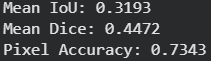 Mean IoU: 0.3193
Mean Dice: 0.4472
Pixel Accuracy: 0.7343